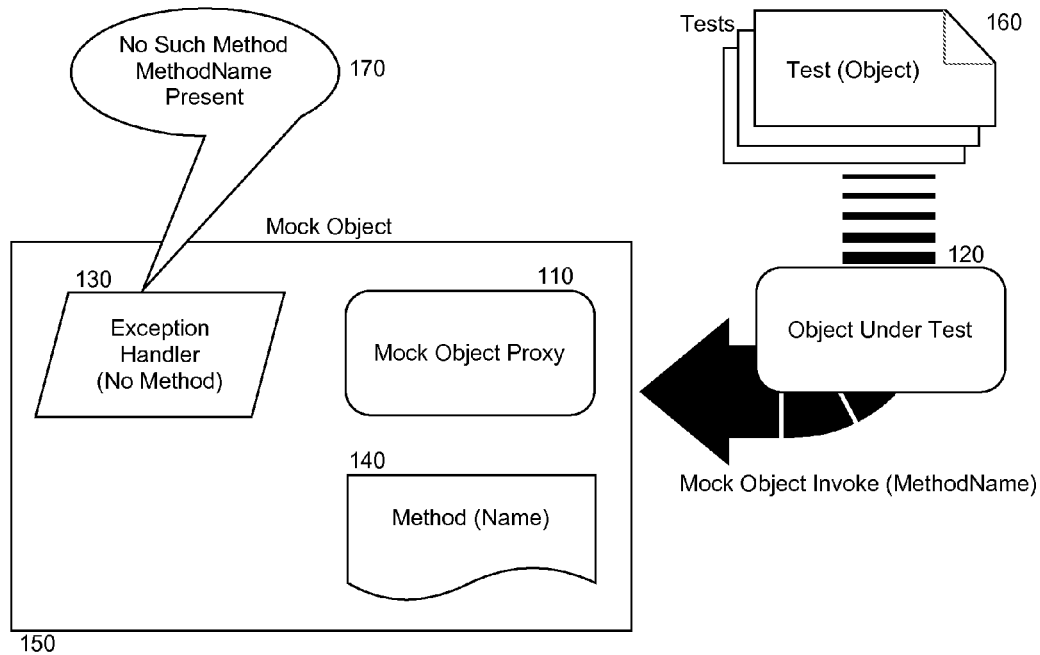 No Such Method
MethodName
Present
170
Tests
160
Test (Object)
Mock Object
130
Exception
Handler
(No Method)
110
Mock Object Proxy
120
Object Under Test
140
Method (Name)
Mock Object Invoke (MethodName)
150